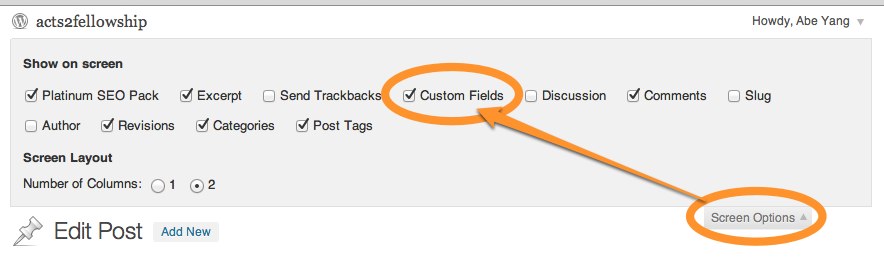 acts2fellowship Howdy, Abe Yang
Show on screen
Platinum SEO Pack Excerpt Send Trackbacks Custom Fields Discussion Comments Slug
Author Revisions Categories Post Tags
Screen Layout
Number of Columns: 1 2
Screen Options
Edit Post Add New